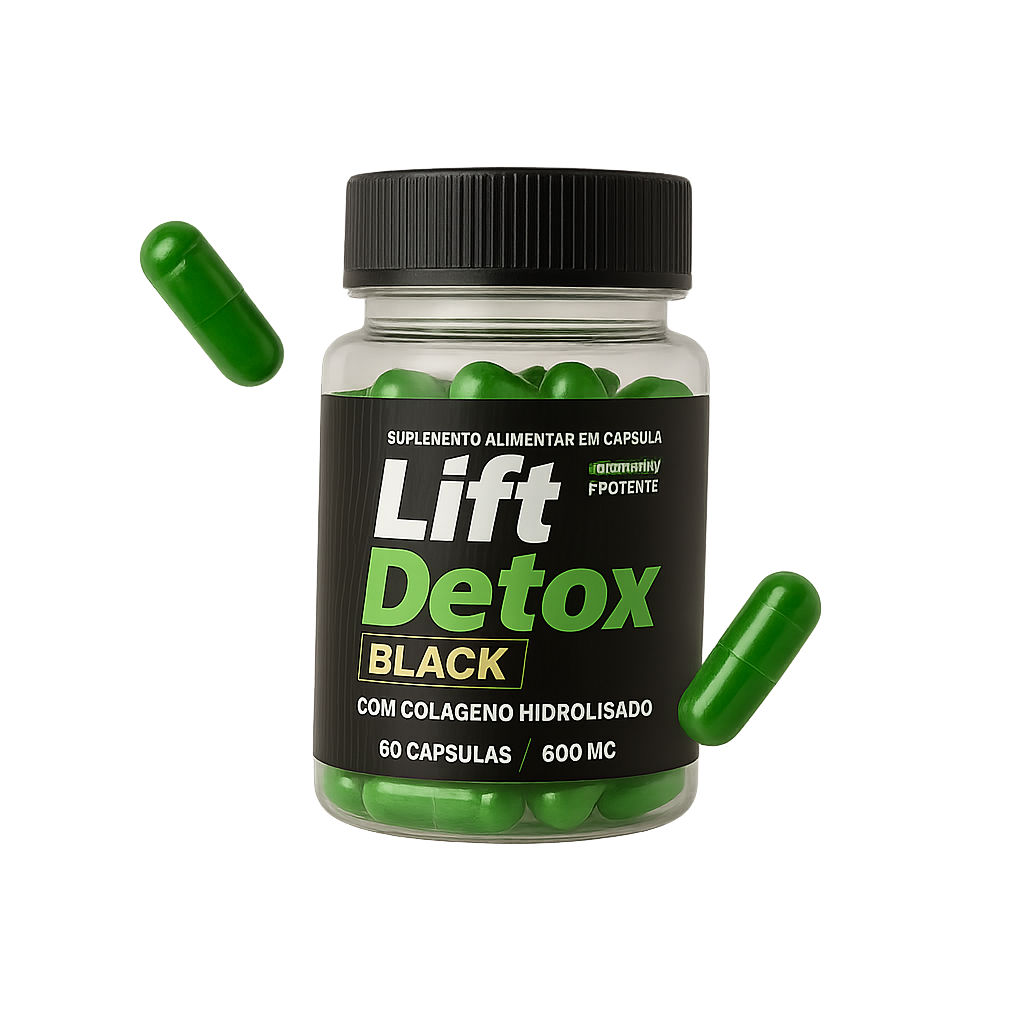 SUPLENENTO ALIMENTAR EM CAPSULA
Lift
FPOTENTE
Detox
BLACK
COM COLAGENO HIDROLISADO
60 CAPSULAS / 600 MC